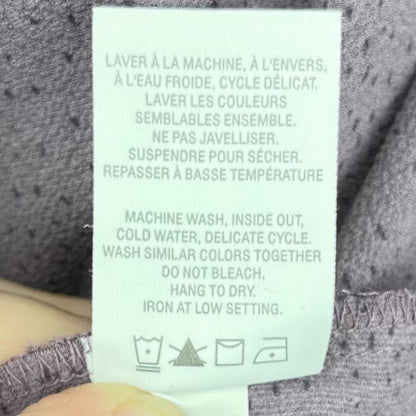 LAVER À LA MACHINE, À L'ENVERS,
À L'EAU FROIDE, CYCLE DÉLICAT.
LAVER LES COULEURS
SEMBLABLES ENSEMBLE.
NE PAS JAVELLISER.
SUSPENDRE POUR SÉCHER.
REPASSER À BASSE TEMPÉRATURE
MACHINE WASH, INSIDE OUT,
COLD WATER, DELICATE CYCLE.
WASH SIMILAR COLORS TOGETHER
DO NOT BLEACH.
HANG TO DRY.
IRON AT LOW SETTING.